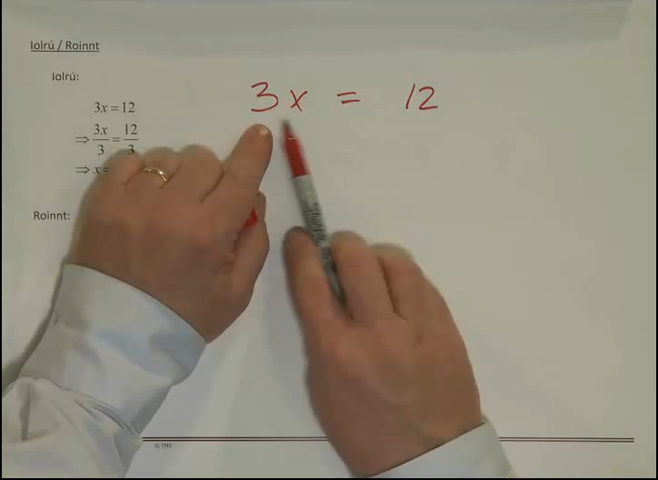 Iolrú / Roinnt
Iolrú:
3x = 12
3x = 12
⇒ 3x/3 = 12/3
⇒ x =
Roinnt: